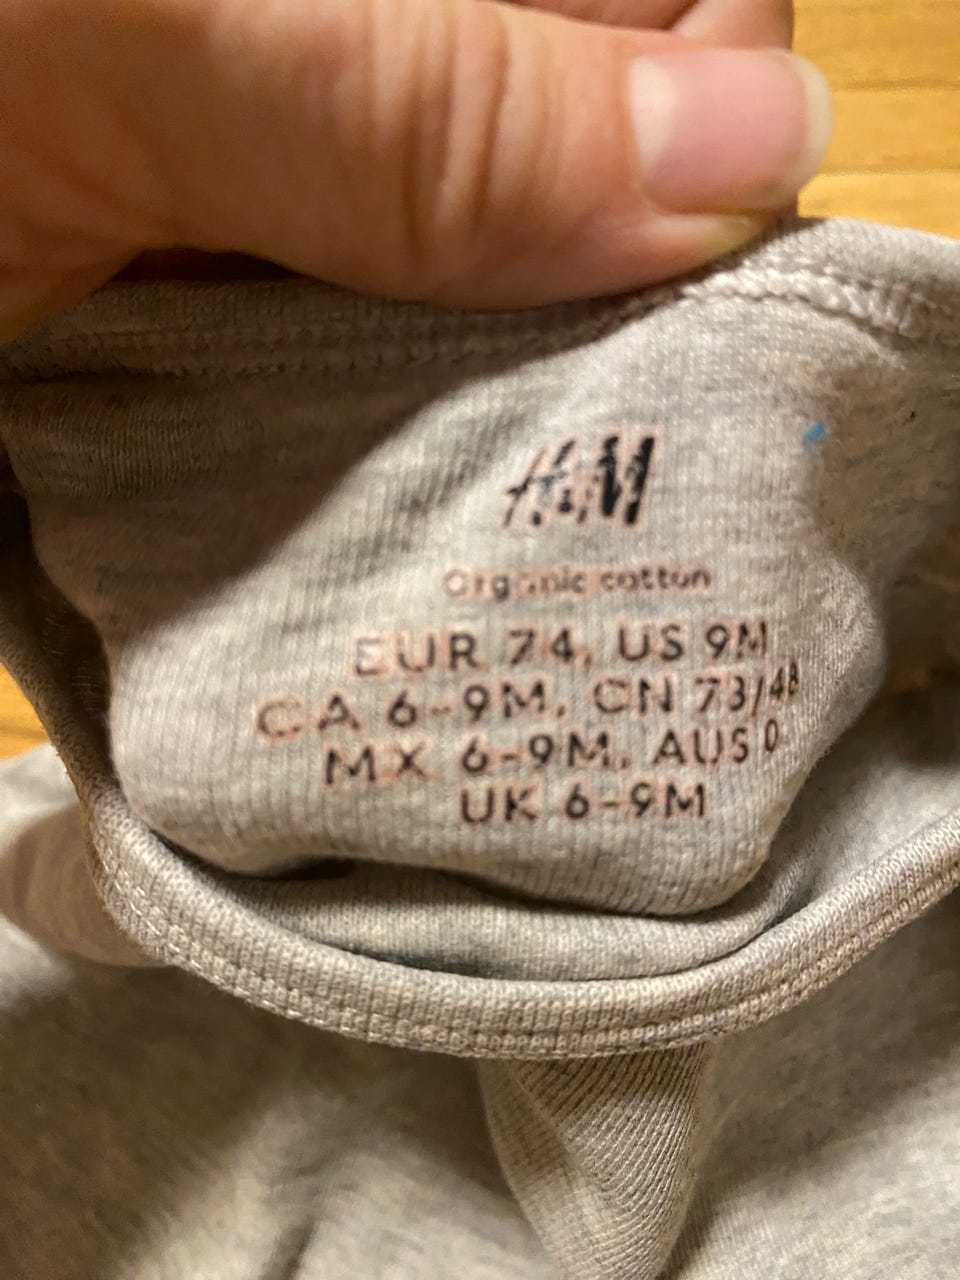 H&M
Organic cotton
EUR 74, US 9M
CA 6-9M, CN 73/48
MX 6-9M, AUS 0
UK 6-9M